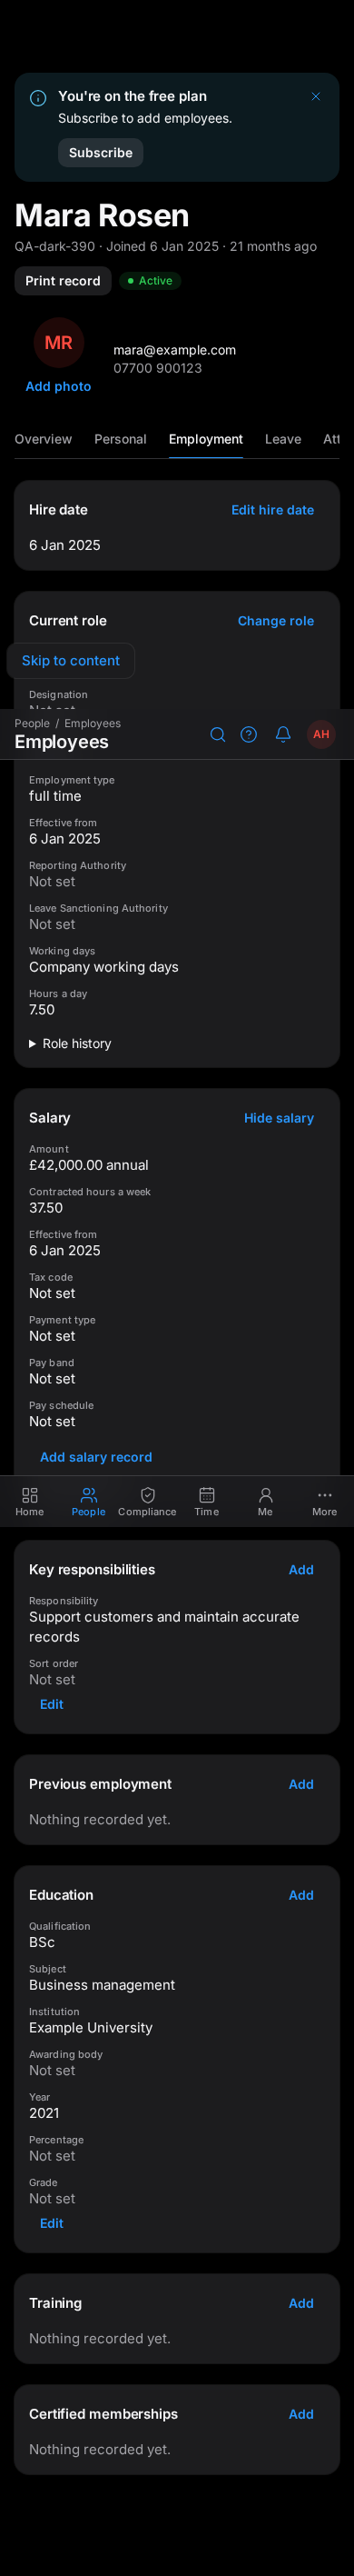 You're on the free plan
Subscribe to add employees.
Subscribe
Mara Rosen
QA-dark-390 · Joined 6 Jan 2025 · 21 months ago
Print record
Active
MR
Add photo
mara@example.com
07700 900123
Overview Personal Employment Leave
Hire date Edit hire date
6 Jan 2025
Current role Change role
Skip to content
Designation
People / Employees
Employees
AH
Employment type
full time
Effective from
6 Jan 2025
Reporting Authority
Not set
Leave Sanctioning Authority
Not set
Working days
Company working days
Hours a day
7.50
Role history
Salary Hide salary
Amount
£42,000.00 annual
Contracted hours a week
37.50
Effective from
6 Jan 2025
Tax code
Not set
Payment type
Not set
Pay band
Not set
Pay schedule
Not set
Add salary record
Home People Compliance Time Me More
Key responsibilities Add
Responsibility
Support customers and maintain accurate
records
Sort order
Not set
Edit
Previous employment Add
Nothing recorded yet.
Education Add
Qualification
BSc
Subject
Business management
Institution
Example University
Awarding body
Not set
Year
2021
Percentage
Not set
Grade
Not set
Edit
Training Add
Nothing recorded yet.
Certified memberships Add
Nothing recorded yet.